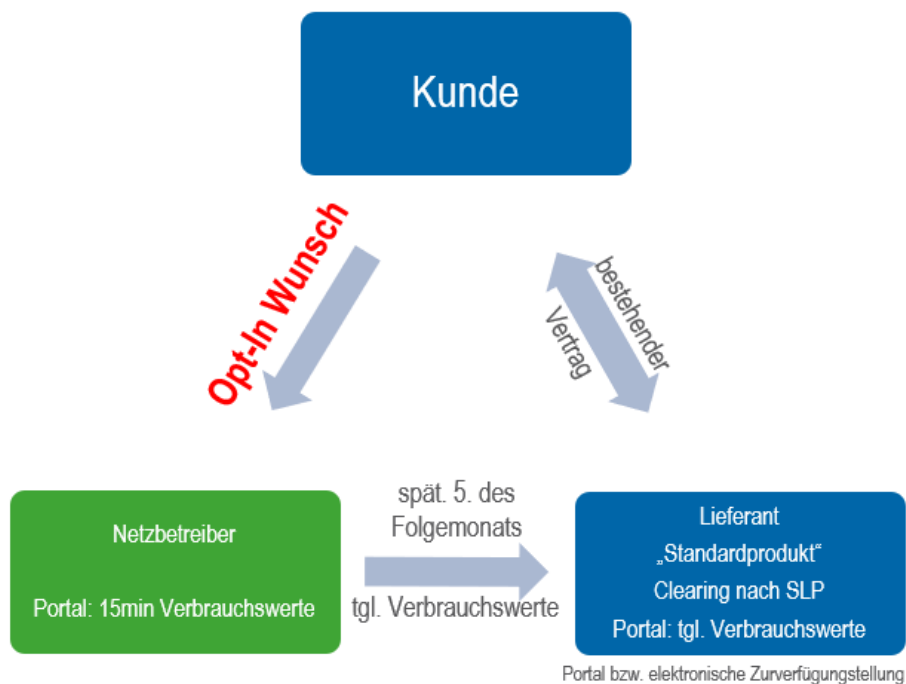 Kunde
Opt-In Wunsch
bestehender
Vertrag
Netzbetreiber
Portal: 15min Verbrauchswerte
spät. 5. des
Folgemonats
tgl. Verbrauchswerte
Lieferant
„Standardprodukt“
Clearing nach SLP
Portal: tgl. Verbrauchswerte
Portal bzw. elektronische Zurverfügungstellung